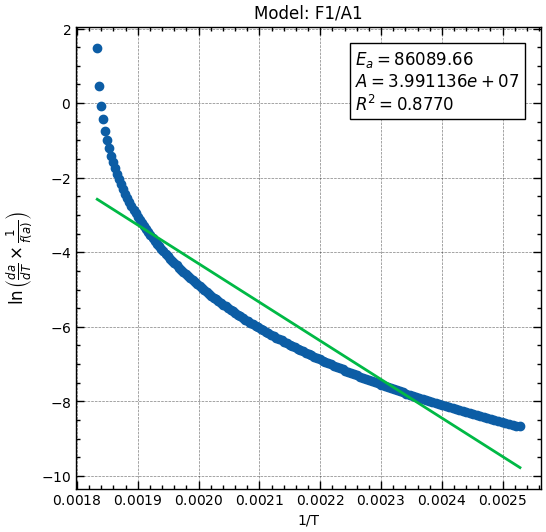 Model: F1/A1
E_a = 86089.66
A = 3.991136e + 07
R^2 = 0.8770
ln(da/dT × 1/f(a))
2
0
−2
−4
−6
−8
−10
0.0018 0.0019 0.0020 0.0021 0.0022 0.0023 0.0024 0.0025
1/T